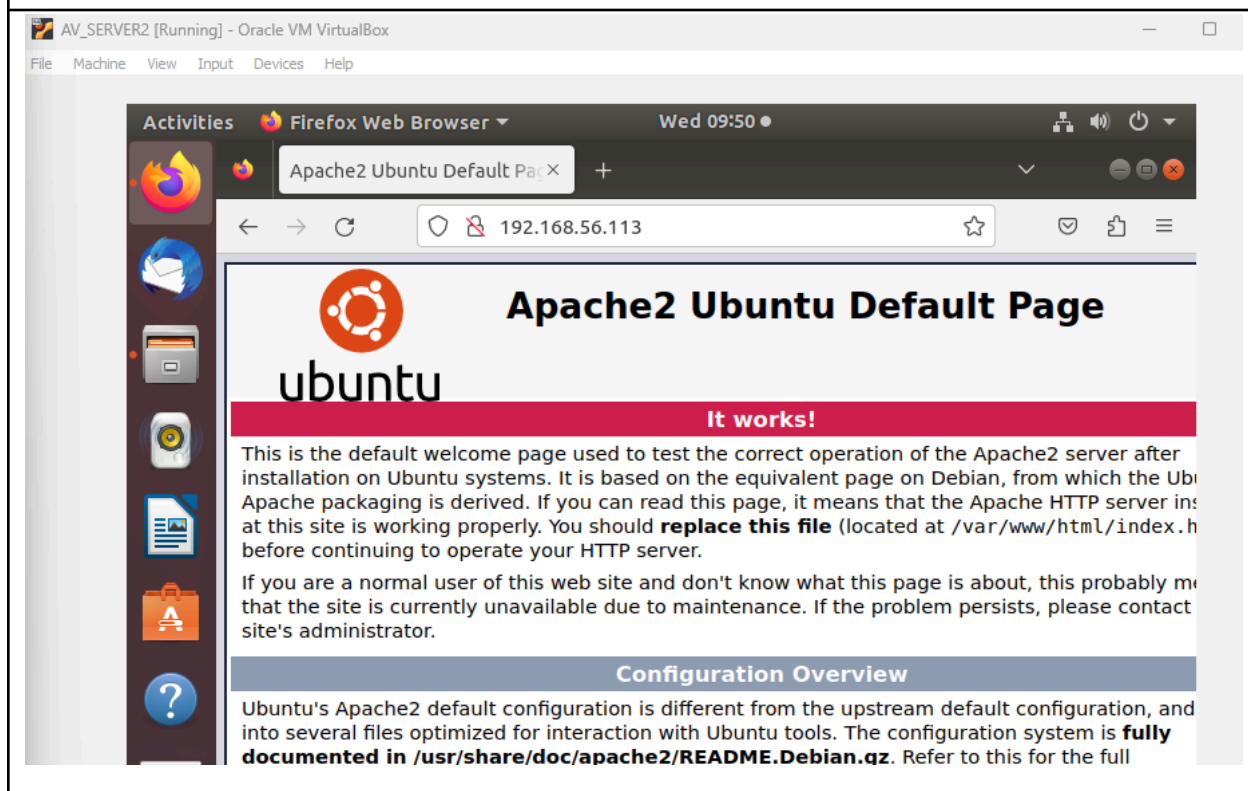 AV_SERVER2 [Running] - Oracle VM VirtualBox
File Machine View Input Devices Help
Activities Firefox Web Browser Wed 09:50
Apache2 Ubuntu Default Pag
192.168.56.113
ubuntu
Apache2 Ubuntu Default Page
It works!
This is the default welcome page used to test the correct operation of the Apache2 server after
installation on Ubuntu systems. It is based on the equivalent page on Debian, from which the Ubu
Apache packaging is derived. If you can read this page, it means that the Apache HTTP server ins
at this site is working properly. You should replace this file (located at /var/www/html/index.h
before continuing to operate your HTTP server.
If you are a normal user of this web site and don't know what this page is about, this probably me
that the site is currently unavailable due to maintenance. If the problem persists, please contact
site's administrator.
Configuration Overview
Ubuntu's Apache2 default configuration is different from the upstream default configuration, and
into several files optimized for interaction with Ubuntu tools. The configuration system is fully
documented in /usr/share/doc/apache2/README.Debian.gz. Refer to this for the full